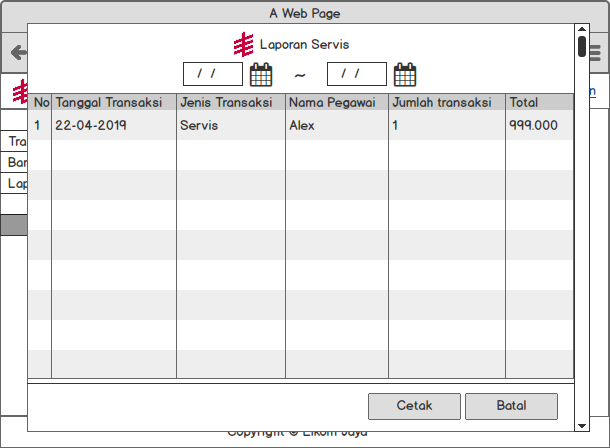 A Web Page
Laporan Servis
/ / ~ / /
No Tanggal Transaksi Jenis Transaksi Nama Pegawai Jumlah transaksi Total
1 22-04-2019 Servis Alex 1 999.000
Tra
Bar
Lap
Cetak Batal
Copyright © Elkom Jaya